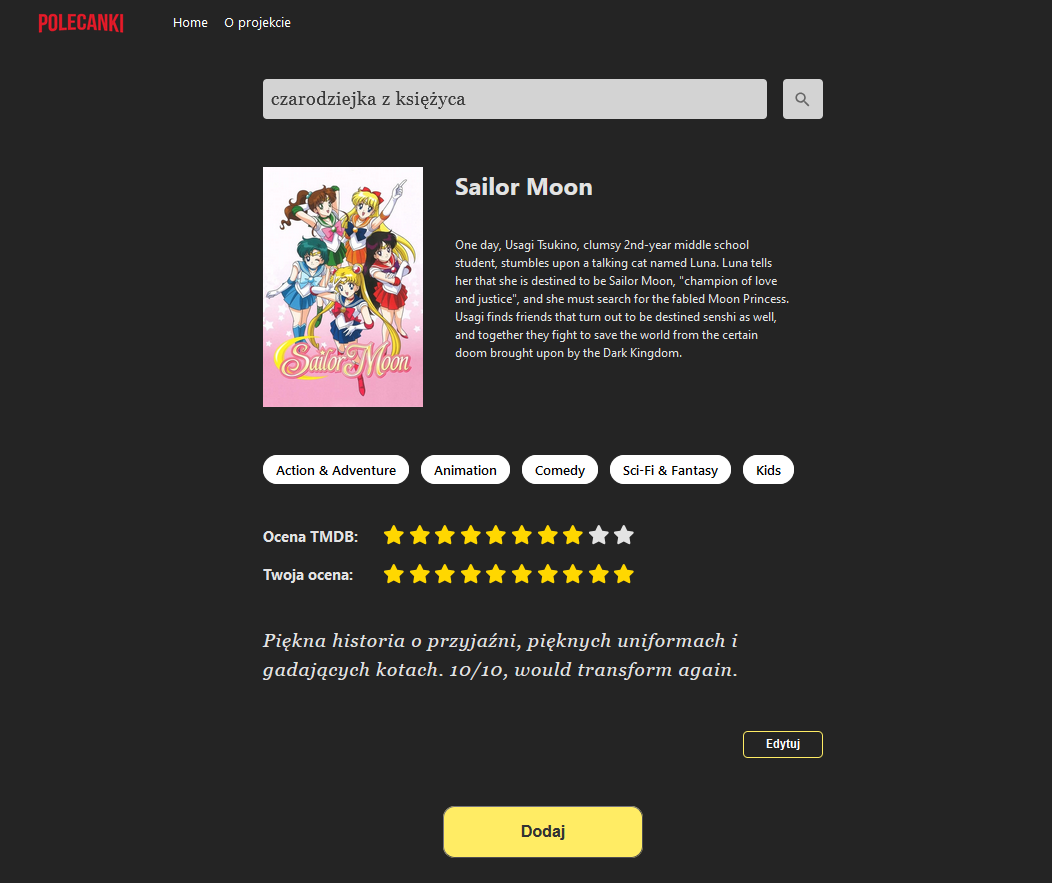 POLECANKI
Home
O projekcie
czarodziejka z księżyca
Sailor Moon
Sailor Moon
One day, Usagi Tsukino, clumsy 2nd-year middle school
student, stumbles upon a talking cat named Luna. Luna tells
her that she is destined to be Sailor Moon, "champion of love
and justice", and she must search for the fabled Moon Princess.
Usagi finds friends that turn out to be destined senshi as well,
and together they fight to save the world from the certain
doom brought upon by the Dark Kingdom.
Action & Adventure
Animation
Comedy
Sci-Fi & Fantasy
Kids
Ocena TMDB:
Twoja ocena:
Piękna historia o przyjaźni, pięknych uniformach i
gadających kotach. 10/10, would transform again.
Edytuj
Dodaj